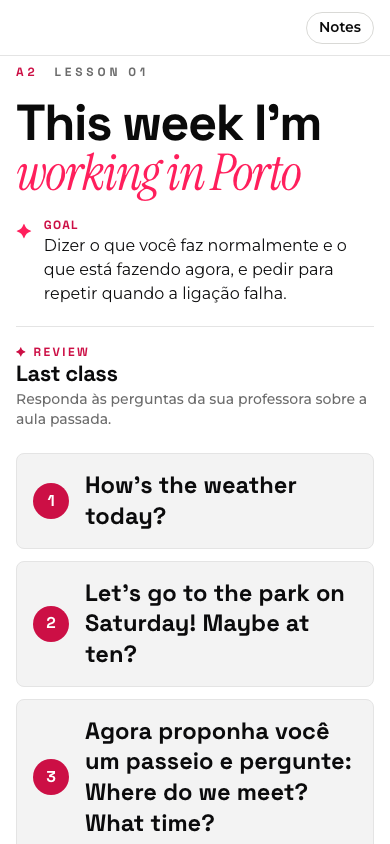 Notes
A2 LESSON 01
This week I'm
working in Porto
GOAL
Dizer o que você faz normalmente e o
que está fazendo agora, e pedir para
repetir quando a ligação falha.
REVIEW
Last class
Responda às perguntas da sua professora sobre a
aula passada.
1
How's the weather
today?
2
Let's go to the park on
Saturday! Maybe at
ten?
3
Agora proponha você
um passeio e pergunte:
Where do we meet?
What time?